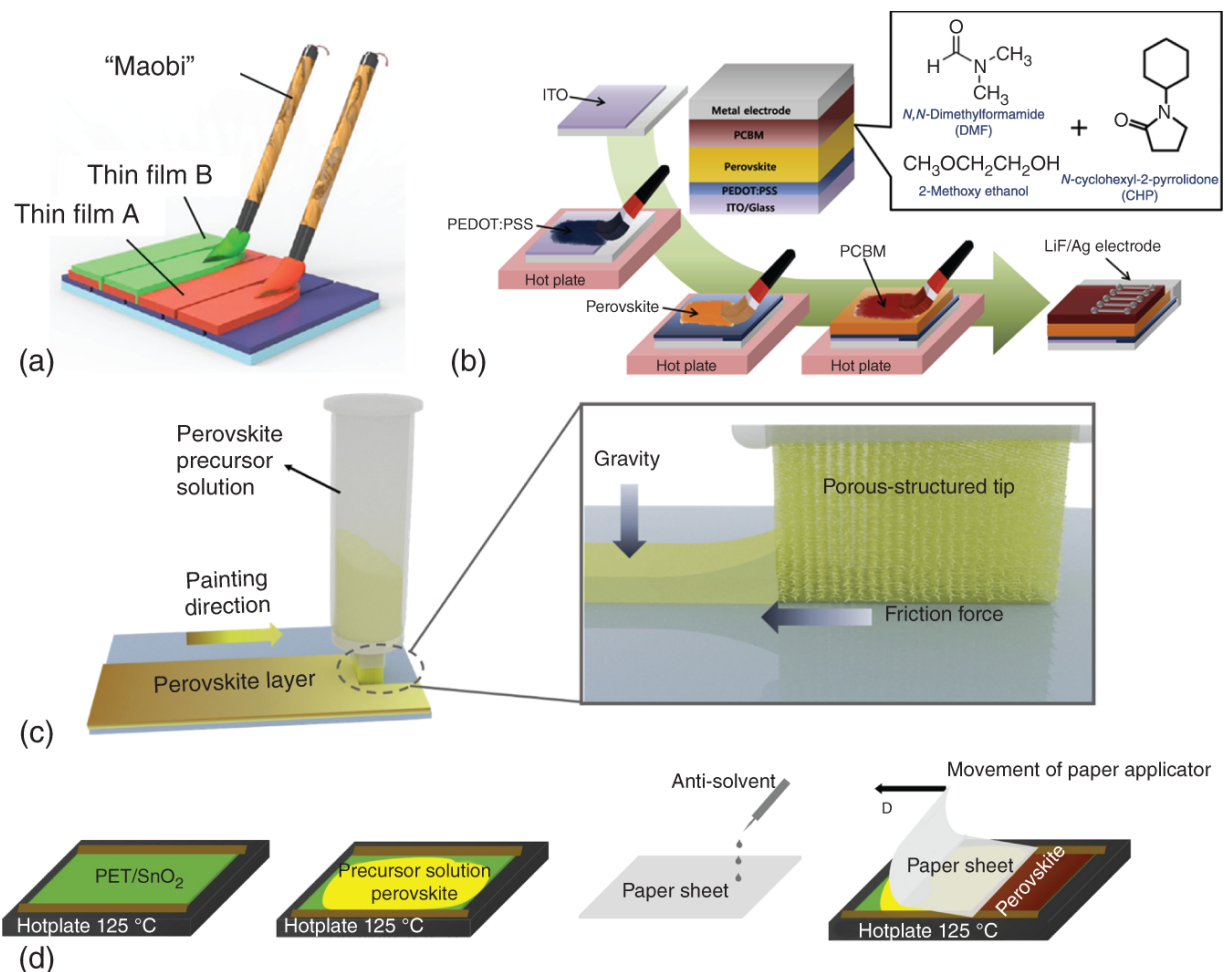 “Maobi”
Thin film B
Thin film A
(a)
ITO
Metal electrode
PCBM
Perovskite
PEDOT:PSS
ITO/Glass
O
H
N
CH3
CH3
N,N-Dimethylformamide
(DMF)
CH3OCH2CH2OH
2-Methoxy ethanol
+
N
O
N-cyclohexyl-2-pyrrolidone
(CHP)
PEDOT:PSS
Hot plate
Perovskite
Hot plate
PCBM
Hot plate
LiF/Ag electrode
(b)
Perovskite
precursor
solution
Painting
direction
Perovskite layer
Gravity
Porous-structured tip
Friction force
(c)
PET/SnO2
Hotplate 125 °C
Precursor solution
perovskite
Hotplate 125 °C
Anti-solvent
Paper sheet
Movement of paper applicator
D
Paper sheet
Perovskite
Hotplate 125 °C
(d)